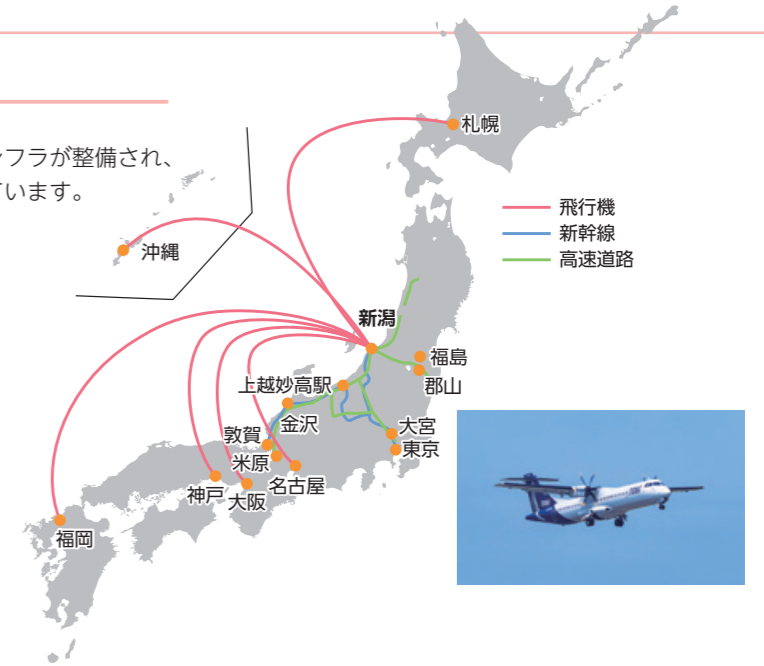 ンフラが整備され、
ています。
札幌
飛行機
新幹線
高速道路
沖縄
新潟
福島
郡山
上越妙高駅
金沢
大宮
東京
敦賀
米原
名古屋
神戸
大阪
福岡